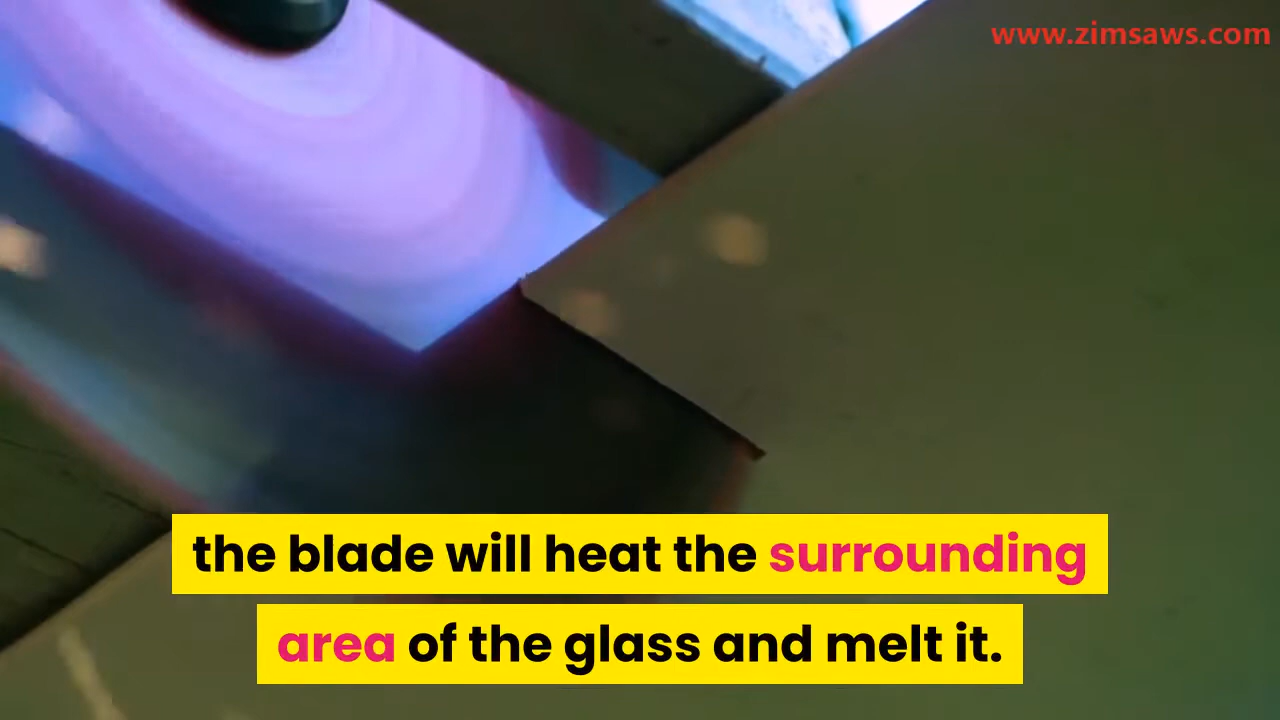 www.zimsaws.com
the blade will heat the surrounding
area of the glass and melt it.